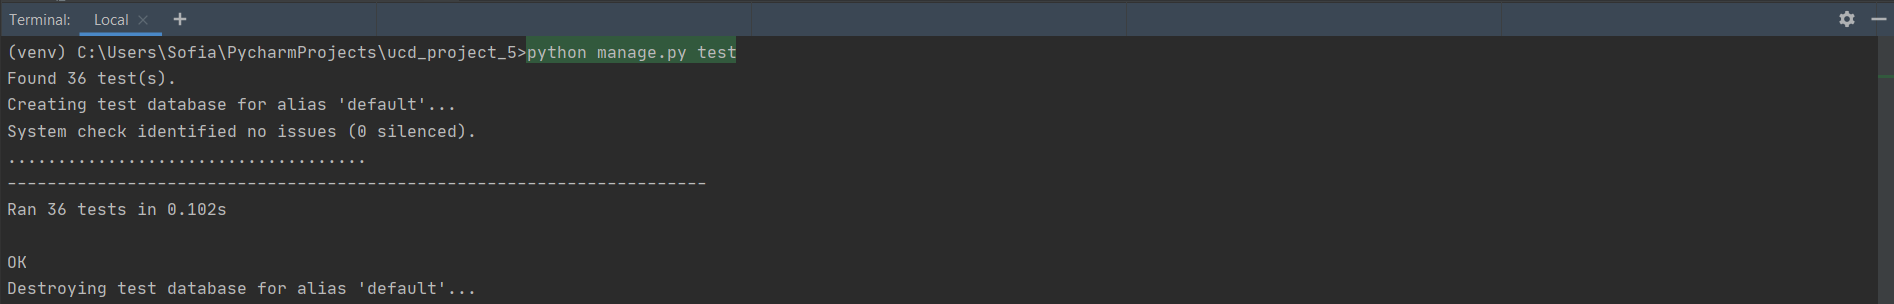 Terminal: Local × +
(venv) C:\Users\Sofia\PycharmProjects\ucd_project_5>python manage.py test
Found 36 test(s).
Creating test database for alias 'default'...
System check identified no issues (0 silenced).
....................................
----------------------------------------------------------------------
Ran 36 tests in 0.102s
OK
Destroying test database for alias 'default'...